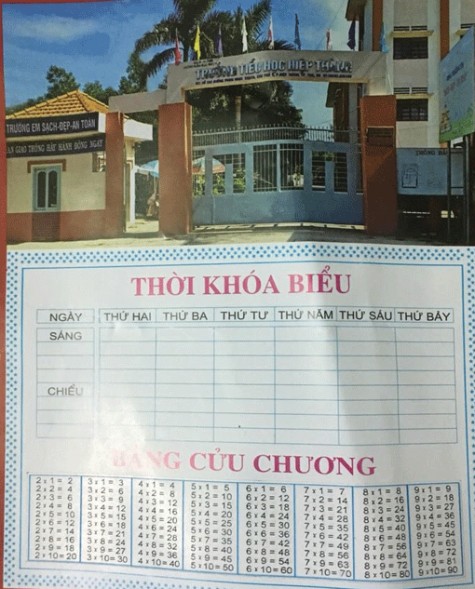 TRƯỜNG TIỂU HỌC HIỆP
TRƯỜNG EM SẠCH-ĐẸP-AN TOÀN
AN GIAO THÔNG HÃY HÀNH ĐỘNG NGAY
THÔNG
THỜI KHÓA BIỂU
NGÀY THỨ HAI THỨ BA THỨ TƯ THỨ NĂM THỨ SÁU THỨ BẢY
SÁNG
CHIỀU
BẢNG CỬU CHƯƠNG
2 x 1 = 2
2 x 2 = 4
2 x 3 = 6
2 x 4 = 8
2 x 5 = 10
2 x 6 = 12
2 x 7 = 14
2 x 8 = 16
2 x 9 = 18
2 x 10 = 20
3 x 1 = 3
3 x 2 = 6
3 x 3 = 9
3 x 4 = 12
3 x 5 = 15
3 x 6 = 18
3 x 7 = 21
3 x 8 = 24
3 x 9 = 27
3 x 10 = 30
4 x 1 = 4
4 x 2 = 8
4 x 3 = 12
4 x 4 = 16
4 x 5 = 20
4 x 6 = 24
4 x 7 = 28
4 x 8 = 32
4 x 9 = 36
4 x 10 = 40
5 x 1 = 5
5 x 2 = 10
5 x 3 = 15
5 x 4 = 20
5 x 5 = 25
5 x 6 = 30
5 x 7 = 35
5 x 8 = 40
5 x 9 = 45
5 x 10 = 50
6 x 1 = 6
6 x 2 = 12
6 x 3 = 18
6 x 4 = 24
6 x 5 = 30
6 x 6 = 36
6 x 7 = 42
6 x 8 = 48
6 x 9 = 54
6 x 10 = 60
7 x 1 = 7
7 x 2 = 14
7 x 3 = 21
7 x 4 = 28
7 x 5 = 35
7 x 6 = 42
7 x 7 = 49
7 x 8 = 56
7 x 9 = 63
7 x 10 = 70
8 x 1 = 8
8 x 2 = 16
8 x 3 = 24
8 x 4 = 32
8 x 5 = 40
8 x 6 = 48
8 x 7 = 56
8 x 8 = 64
8 x 9 = 72
8 x 10 = 80
9 x 1 = 9
9 x 2 = 18
9 x 3 = 27
9 x 4 = 36
9 x 5 = 45
9 x 6 = 54
9 x 7 = 63
9 x 8 = 72
9 x 9 = 81
9 x 10 = 90